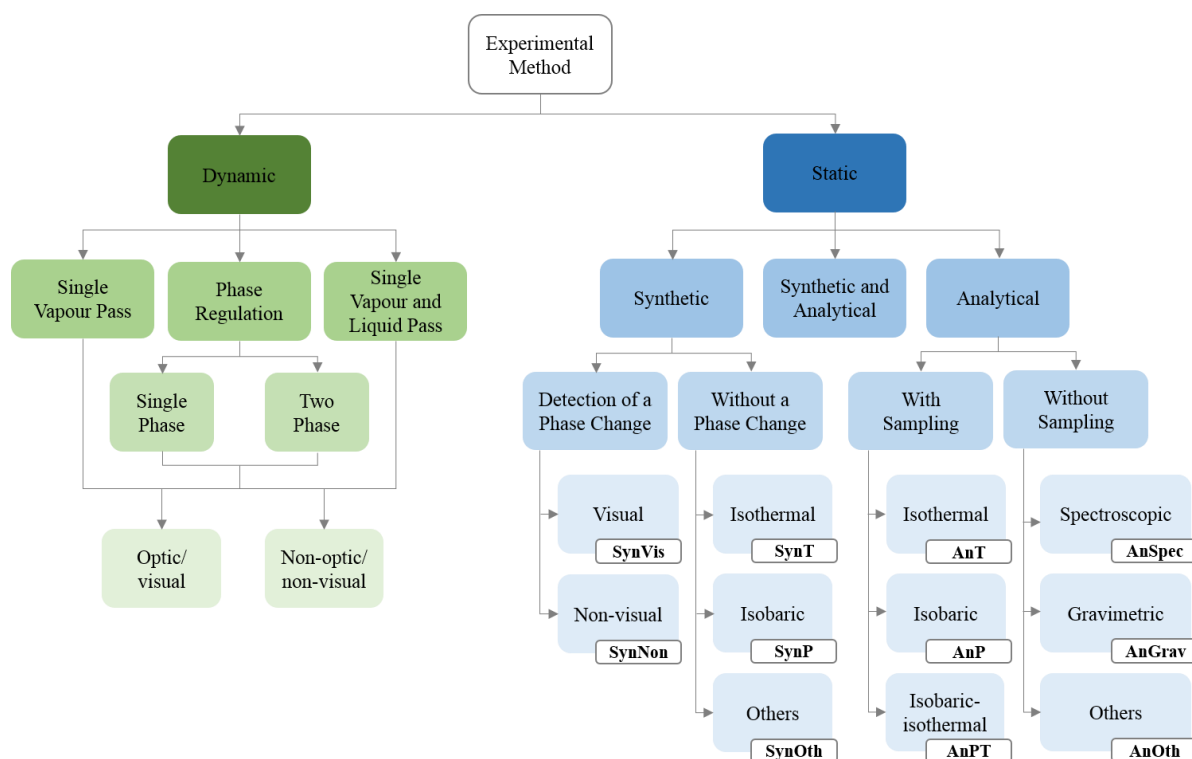 Experimental
Method
Dynamic
Static
Single
Vapour Pass
Phase
Regulation
Single
Vapour and
Liquid Pass
Synthetic
Synthetic and
Analytical
Analytical
Single
Phase
Two
Phase
Detection of a
Phase Change
Without a
Phase Change
With
Sampling
Without
Sampling
Optic/
visual
Non-optic/
non-visual
Visual
SynVis
Isothermal
SynT
Isothermal
AnT
Spectroscopic
AnSpec
Non-visual
SynNon
Isobaric
SynP
Isobaric
AnP
Gravimetric
AnGrav
Others
SynOth
Isobaric-
isothermal
AnPT
Others
AnOth